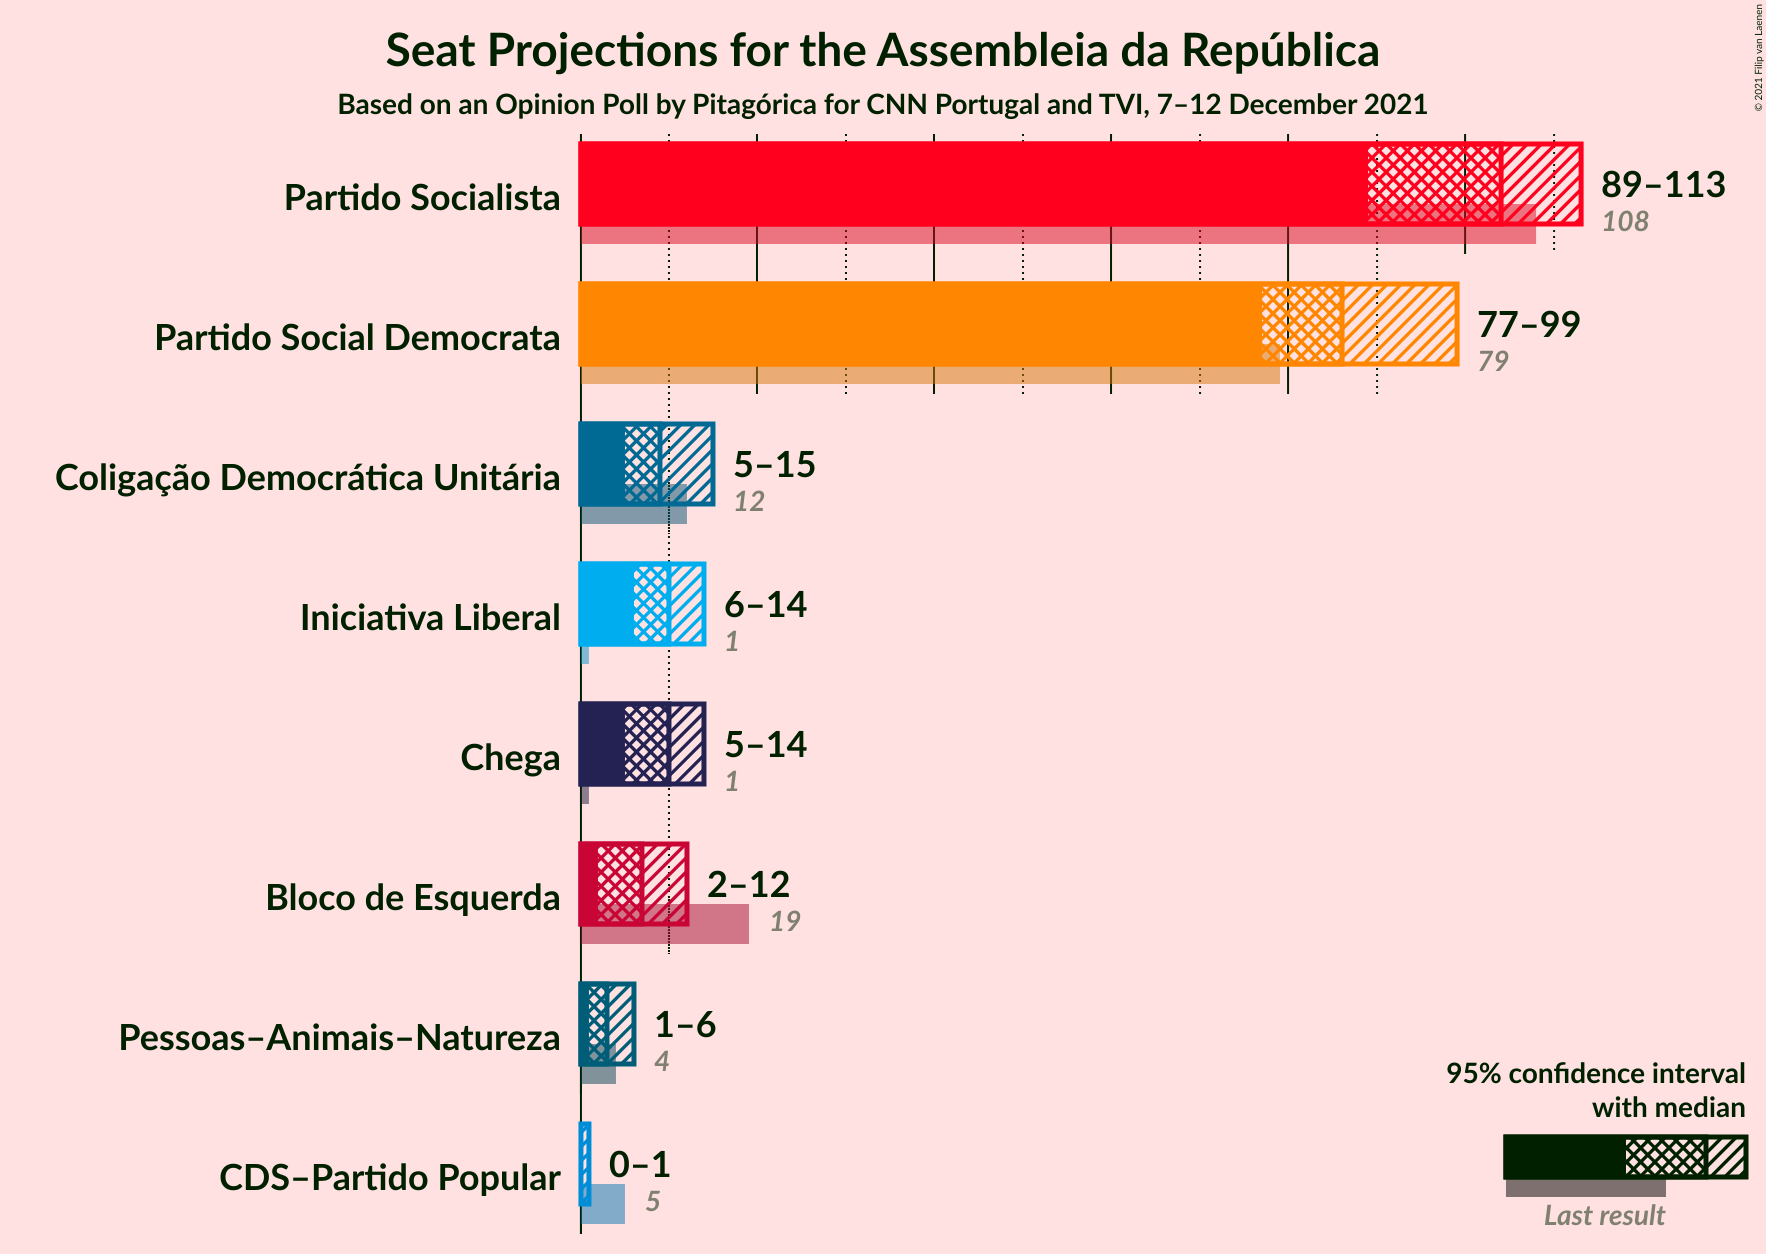 Seat Projections for the Assembleia da República
Based on an Opinion Poll by Pitagórica for CNN Portugal and TVI, 7–12 December 2021
© 2021 Filip van Laenen
Partido Socialista
89–113
108
Partido Social Democrata
77–99
79
Coligação Democrática Unitária
5–15
12
Iniciativa Liberal
6–14
1
Chega
5–14
1
Bloco de Esquerda
2–12
19
Pessoas–Animais–Natureza
1–6
4
CDS–Partido Popular
0–1
5
95% confidence interval
with median
Last result